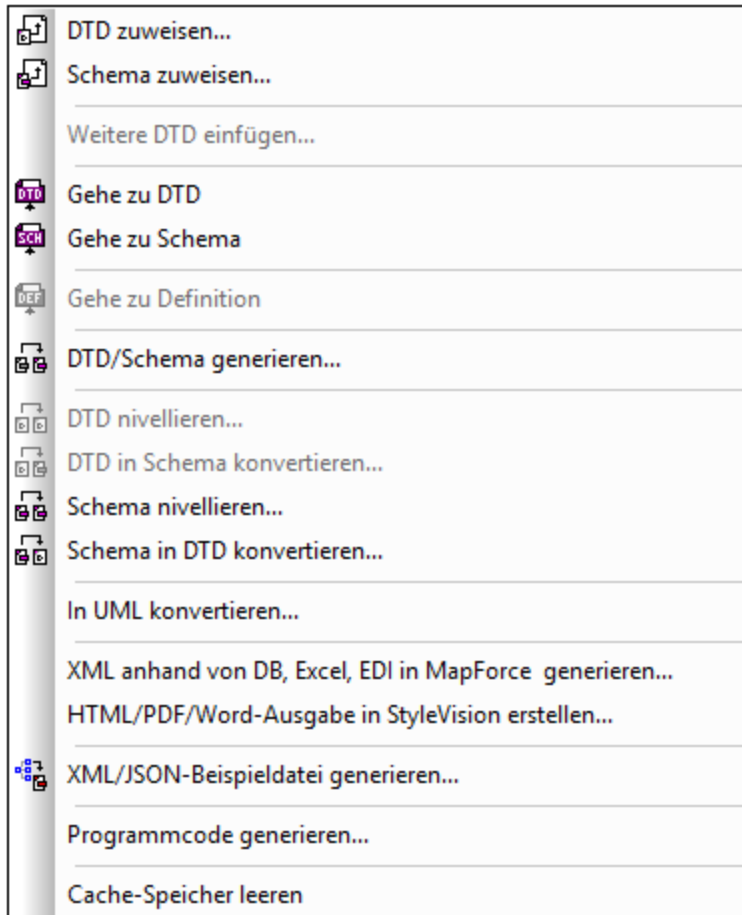 DTD zuweisen...
Schema zuweisen...
Weitere DTD einfügen...
DTD Gehe zu DTD
SCH Gehe zu Schema
DEF Gehe zu Definition
DTD/Schema generieren...
DTD nivellieren...
DTD in Schema konvertieren...
Schema nivellieren...
Schema in DTD konvertieren...
In UML konvertieren...
XML anhand von DB, Excel, EDI in MapForce  generieren...
HTML/PDF/Word-Ausgabe in StyleVision erstellen...
XML/JSON-Beispieldatei generieren...
Programmcode generieren...
Cache-Speicher leeren